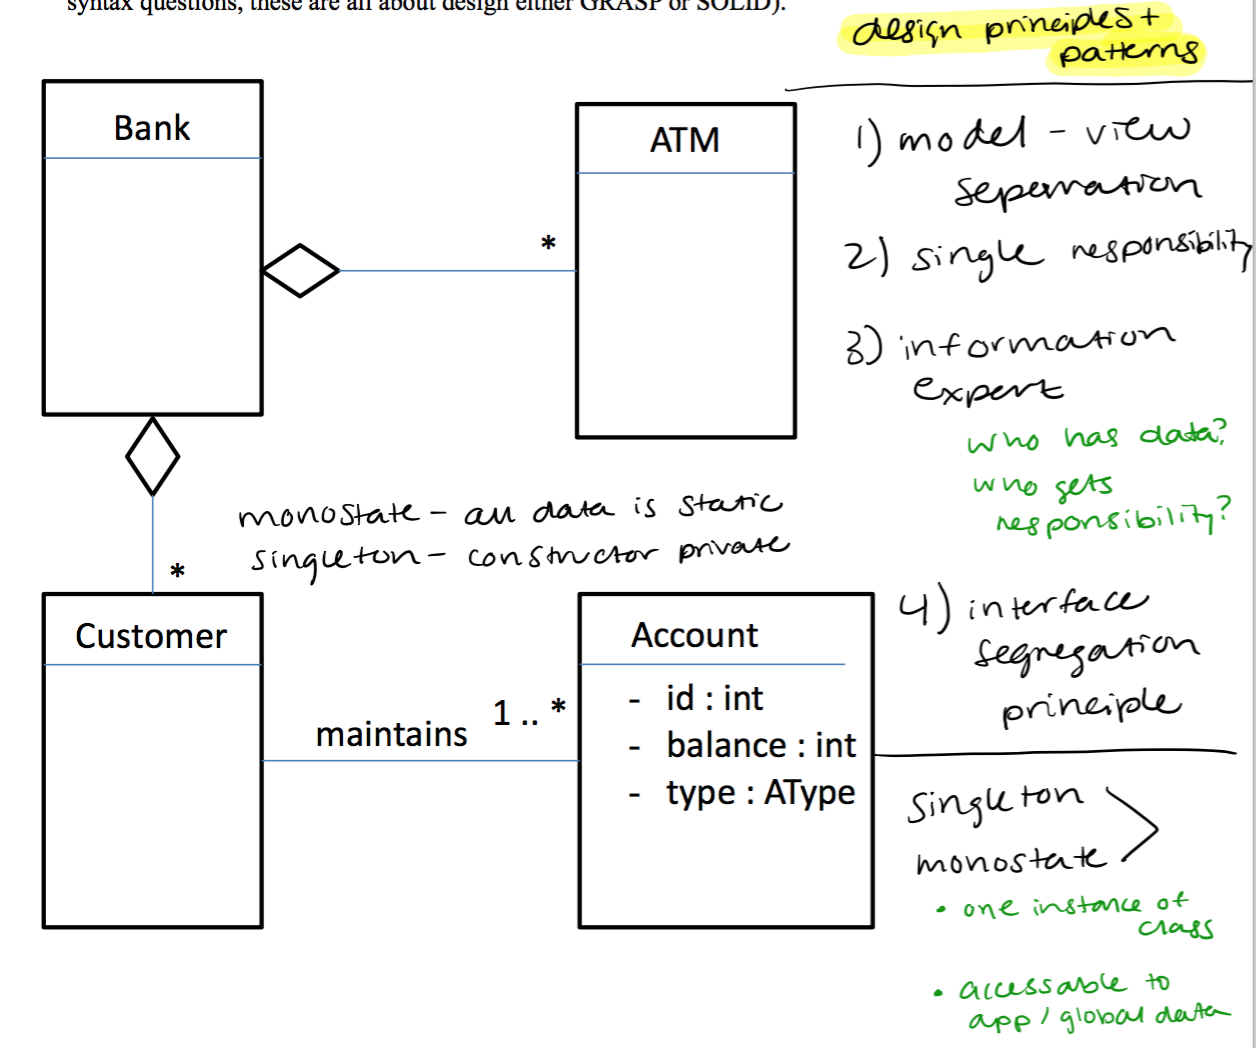 syntax questions, these are all about design either GRASP or SOLID).
design principles +
patterns
Bank
ATM
*
1) model - view
seperration
2) single responsibility
3) information
expert
who has data?
who gets
responsibility?
monostate - all data is static
singleton - constructor private
*
Customer
maintains
1 .. *
Account
- id : int
- balance : int
- type : AType
4) interface
segregation
principle
singleton
monostate
• one instance of
class
• accessable to
app / global data